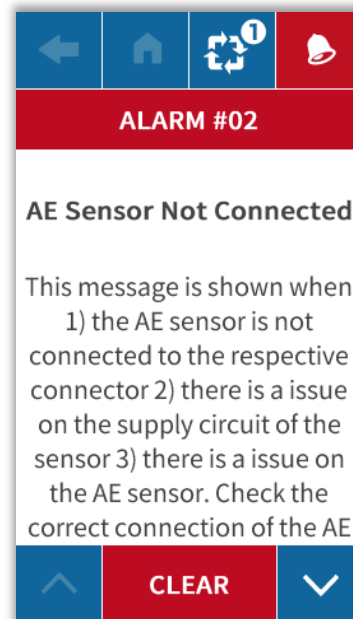 1
ALARM #02
AE Sensor Not Connected
This message is shown when
1) the AE sensor is not
connected to the respective
connector 2) there is a issue
on the supply circuit of the
sensor 3) there is a issue on
the AE sensor. Check the
correct connection of the AE
CLEAR